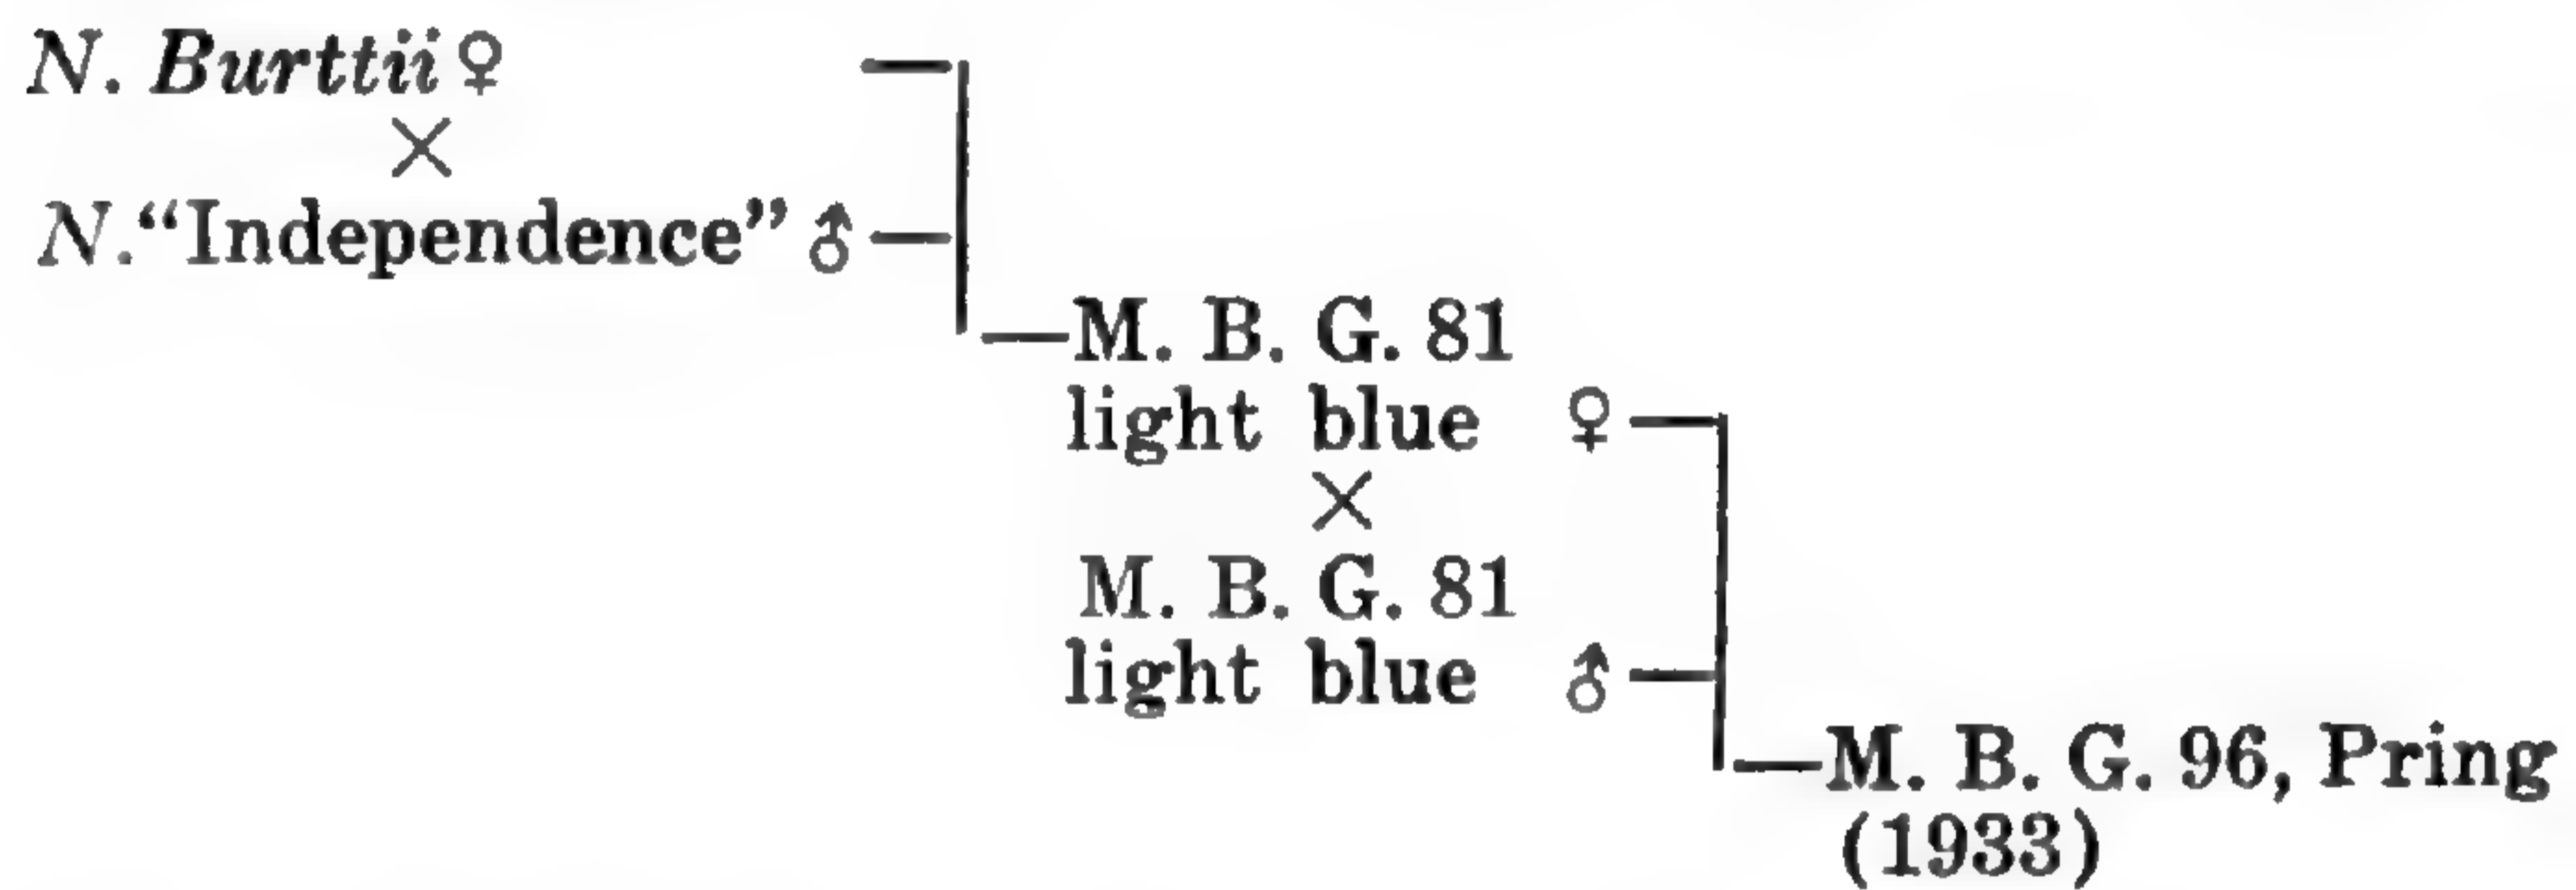 N. Burttii ♀
×
N. “Independence” ♂
M. B. G. 81
light blue ♀
×
M. B. G. 81
light blue ♂
M. B. G. 96, Pring
(1933)